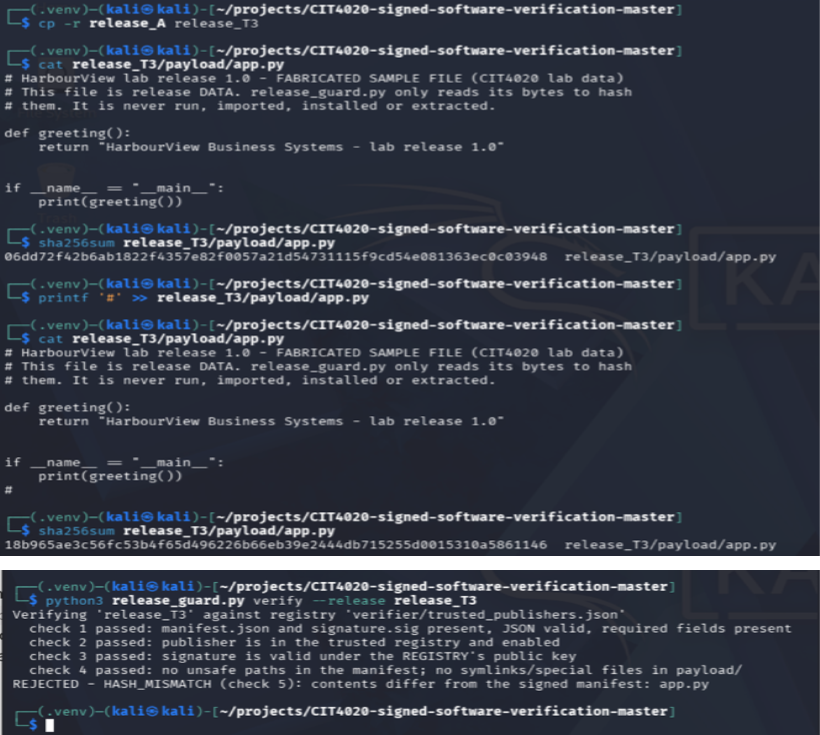 ┌──(.venv)─(kali㉿kali)-[~/projects/CIT4020-signed-software-verification-master]
└─$ cp -r release_A release_T3
┌──(.venv)─(kali㉿kali)-[~/projects/CIT4020-signed-software-verification-master]
└─$ cat release_T3/payload/app.py
# HarbourView lab release 1.0 - FABRICATED SAMPLE FILE (CIT4020 lab data)
# This file is release DATA. release_guard.py only reads its bytes to hash
# them. It is never run, imported, installed or extracted.
def greeting():
    return "HarbourView Business Systems - lab release 1.0"
if __name__ == "__main__":
    print(greeting())
┌──(.venv)─(kali㉿kali)-[~/projects/CIT4020-signed-software-verification-master]
└─$ sha256sum release_T3/payload/app.py
06dd72f42b6ab1822f4357e82f0057a21d54731115f9cd54e081363ec0c03948  release_T3/payload/app.py
┌──(.venv)─(kali㉿kali)-[~/projects/CIT4020-signed-software-verification-master]
└─$ printf '#' >> release_T3/payload/app.py
┌──(.venv)─(kali㉿kali)-[~/projects/CIT4020-signed-software-verification-master]
└─$ cat release_T3/payload/app.py
# HarbourView lab release 1.0 - FABRICATED SAMPLE FILE (CIT4020 lab data)
# This file is release DATA. release_guard.py only reads its bytes to hash
# them. It is never run, imported, installed or extracted.
def greeting():
    return "HarbourView Business Systems - lab release 1.0"
if __name__ == "__main__":
    print(greeting())
#
┌──(.venv)─(kali㉿kali)-[~/projects/CIT4020-signed-software-verification-master]
└─$ sha256sum release_T3/payload/app.py
18b965ae3c56fc53b4f65d496226b66eb39e2444db715255d0015310a5861146  release_T3/payload/app.py
┌──(.venv)─(kali㉿kali)-[~/projects/CIT4020-signed-software-verification-master]
└─$ python3 release_guard.py verify --release release_T3
Verifying 'release_T3' against registry 'verifier/trusted_publishers.json'
  check 1 passed: manifest.json and signature.sig present, JSON valid, required fields present
  check 2 passed: publisher is in the trusted registry and enabled
  check 3 passed: signature is valid under the REGISTRY's public key
  check 4 passed: no unsafe paths in the manifest; no symlinks/special files in payload/
REJECTED - HASH_MISMATCH (check 5): contents differ from the signed manifest: app.py
┌──(.venv)─(kali㉿kali)-[~/projects/CIT4020-signed-software-verification-master]
└─$